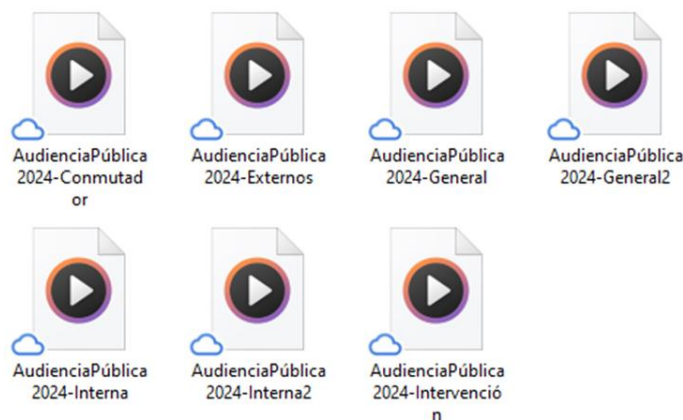 AudienciaPública
2024-Conmutad
or
AudienciaPública
2024-Externos
AudienciaPública
2024-General
AudienciaPública
2024-General2
AudienciaPública
2024-Interna
AudienciaPública
2024-Interna2
AudienciaPública
2024-Intervenció
n